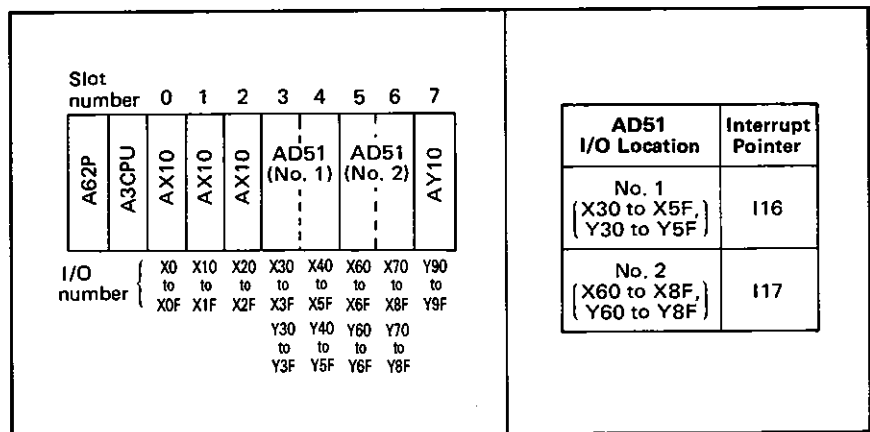 Slot
number 0 1 2 3 4 5 6 7
A62P A3CPU AX10 AX10 AX10 AD51 (No. 1) AD51 (No. 2) AY10
I/O number
X0 to X0F
X10 to X1F
X20 to X2F
X30 to X3F
X40 to X5F
X60 to X6F
X70 to X8F
Y90 to Y9F
Y30 to Y3F
Y40 to Y5F
Y60 to Y6F
Y70 to Y8F
AD51 I/O Location
Interrupt Pointer
No. 1
(X30 to X5F,
Y30 to Y5F)
I16
No. 2
(X60 to X8F,
Y60 to Y8F)
I17